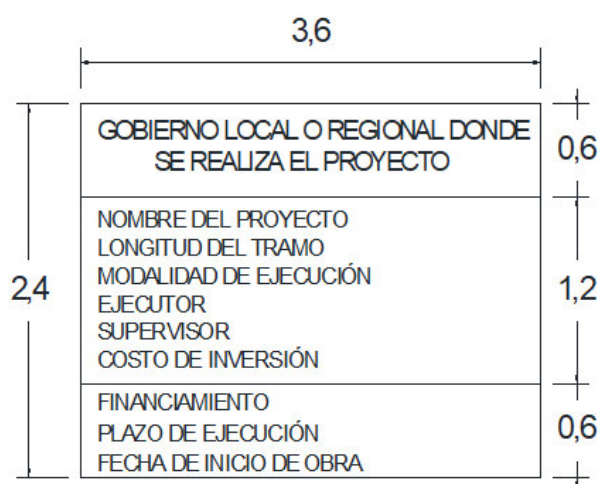 3,6
GOBIERNO LOCAL O REGIONAL DONDE
SE REALIZA EL PROYECTO
0,6
NOMBRE DEL PROYECTO
LONGITUD DEL TRAMO
MODALIDAD DE EJECUCIÓN
EJECUTOR
SUPERVISOR
COSTO DE INVERSIÓN
2,4
1,2
FINANCIAMIENTO
PLAZO DE EJECUCIÓN
FECHA DE INICIO DE OBRA
0,6